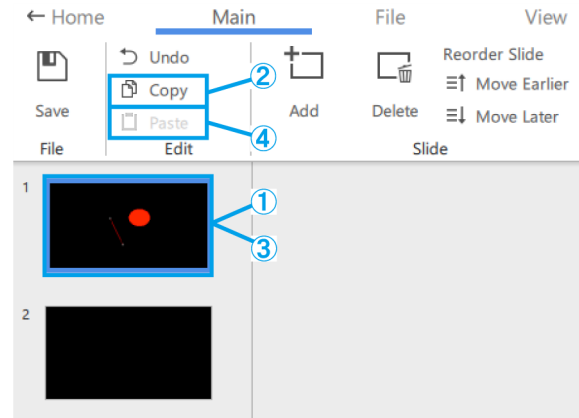 ← Home Main File View
Undo
Reorder Slide
② Copy
Move Earlier
Save Add Delete
④ Paste
Move Later
File Edit Slide
1
①
③
2